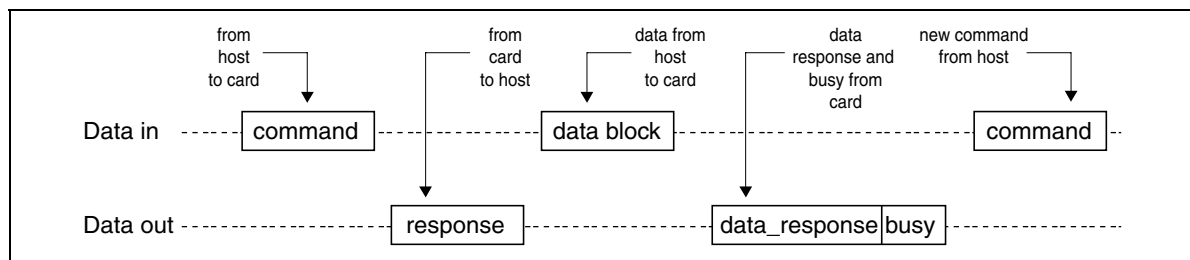 from
host
to card
from
card
to host
data from
host
to card
data
response and
busy from
card
new command
from host
Data in
command
data block
command
Data out
response
data_response
busy